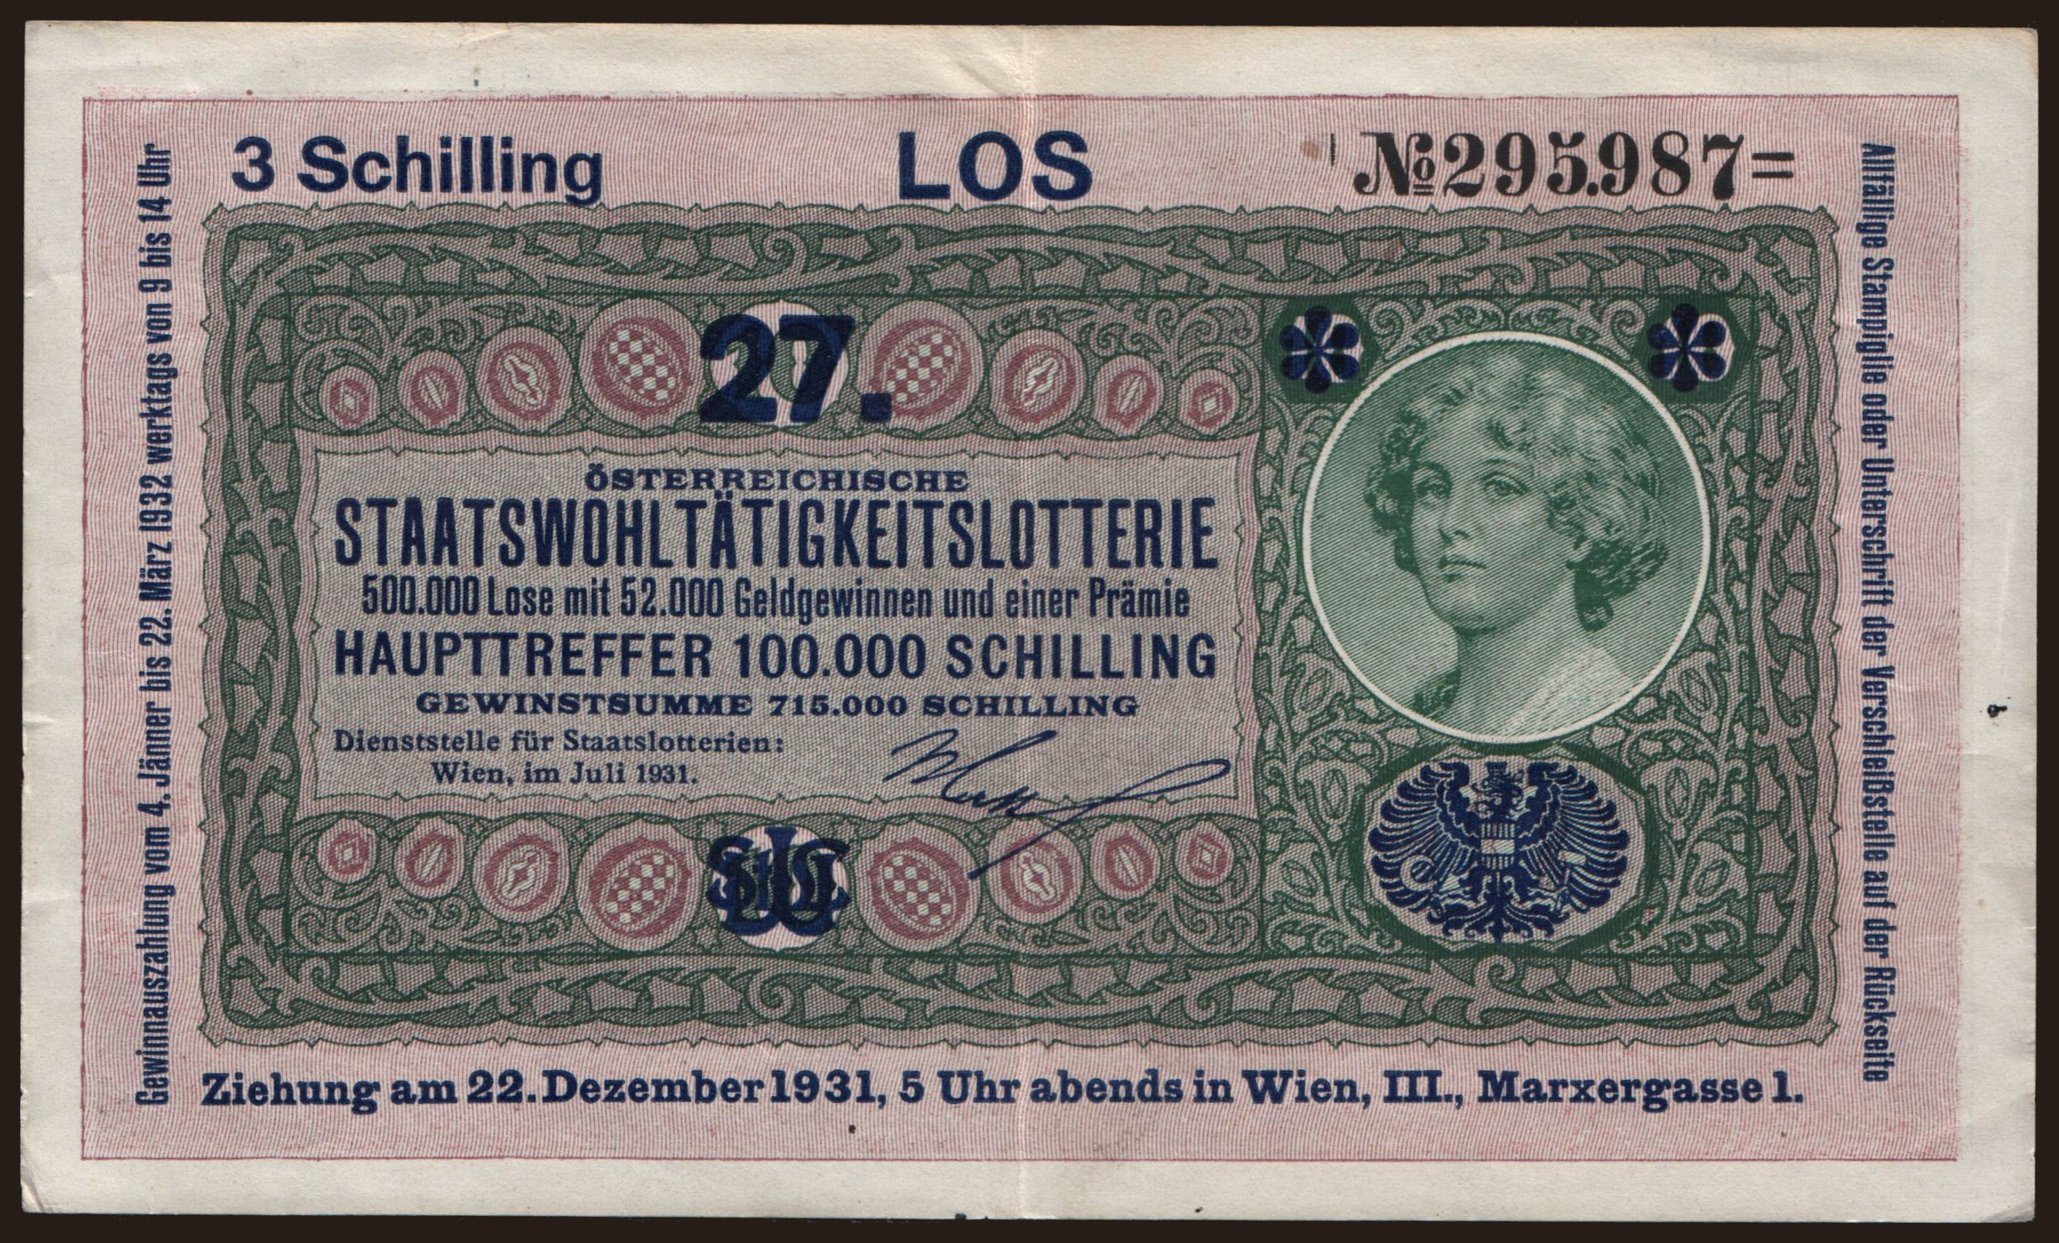 3 Schilling LOS №295.987=
27.
ÖSTERREICHISCHE
STAATSWOHLTÄTIGKEITSLOTTERIE
500.000 Lose mit 52.000 Geldgewinnen und einer Prämie
HAUPTTREFFER 100.000 SCHILLING
GEWINSTSUMME 715.000 SCHILLING
Dienststelle für Staatslotterien:
Wien, im Juli 1931.
Ziehung am 22. Dezember 1931, 5 Uhr abends in Wien, III., Marxergasse 1.
Gewinnauszahlung vom 4. Jänner bis 22. März 1932 werktags von 9 bis 14 Uhr
Allfällige Stampiglie oder Unterschrift der Verschleißstelle auf der Rückseite